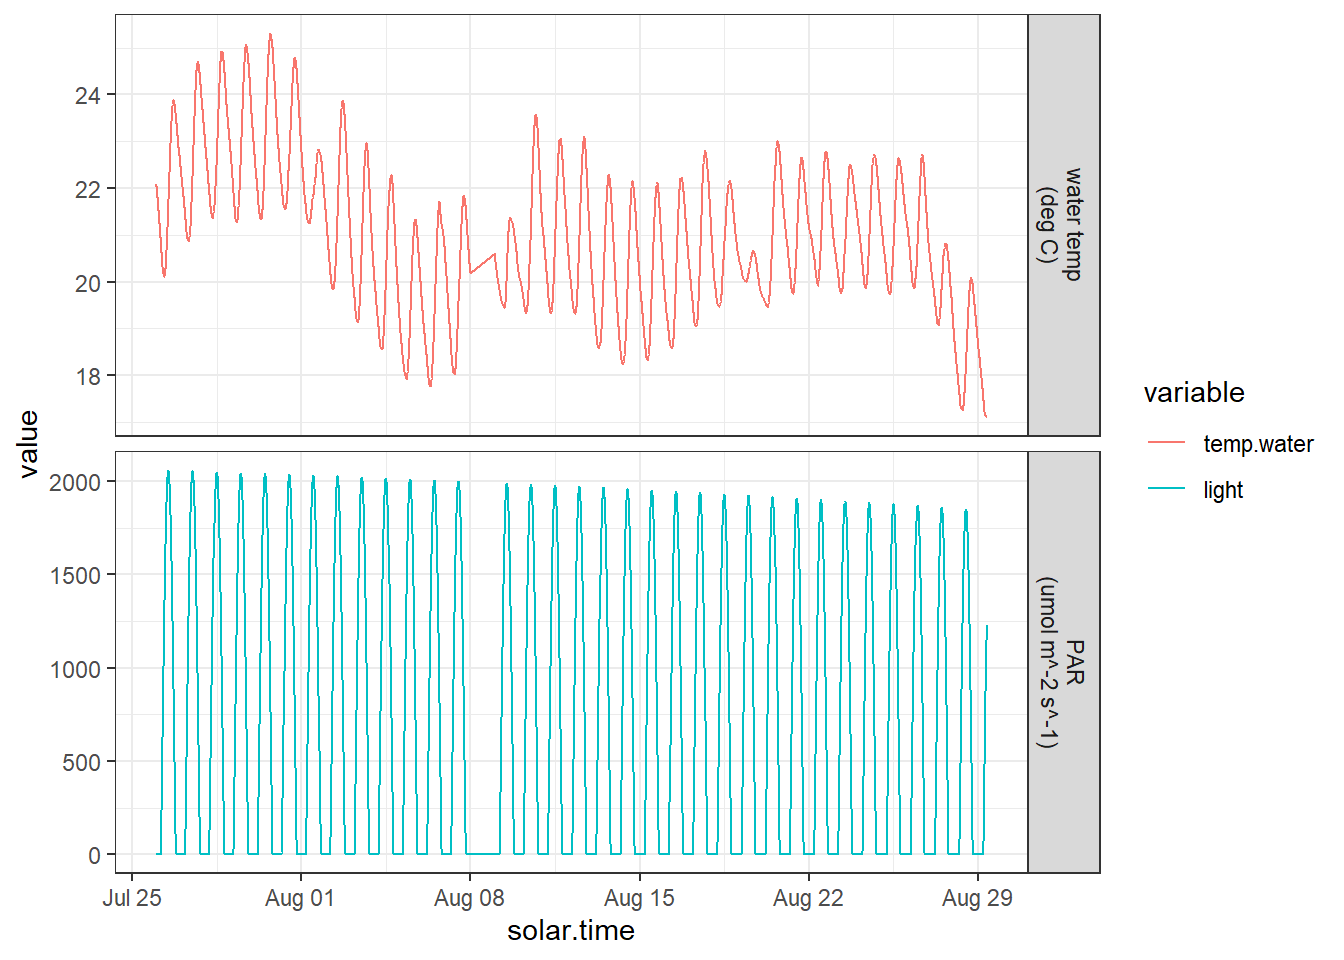 value
24
22
20
18
water temp
(deg C)
2000
1500
1000
500
0
PAR
(umol m^-2 s^-1)
Jul 25
Aug 01
Aug 08
Aug 15
Aug 22
Aug 29
solar.time
variable
temp.water
light